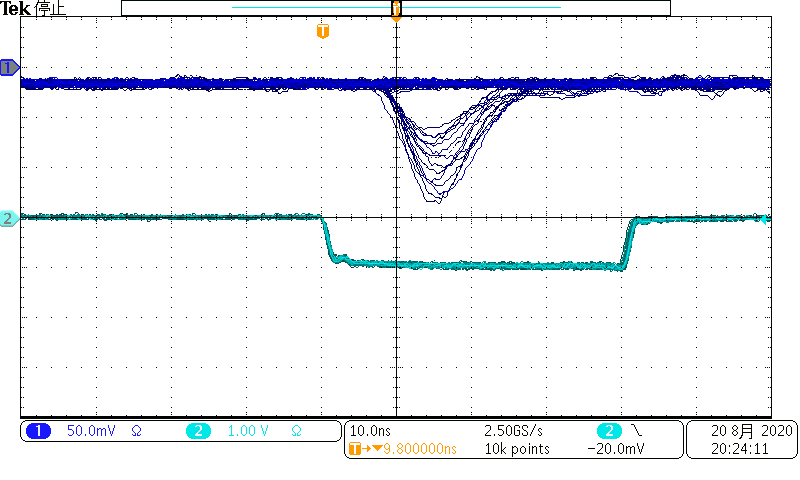 Tek 停止
T
T
1
2
1 50.0mV Ω 2 1.00 V Ω
10.0ns 2.50GS/s 2
T→▼9.800000ns 10k points −20.0mV
20 8月 2020
20:24:11